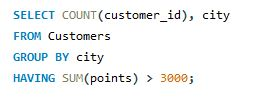 SELECT COUNT(customer_id), city
FROM Customers
GROUP BY city
HAVING SUM(points) > 3000;